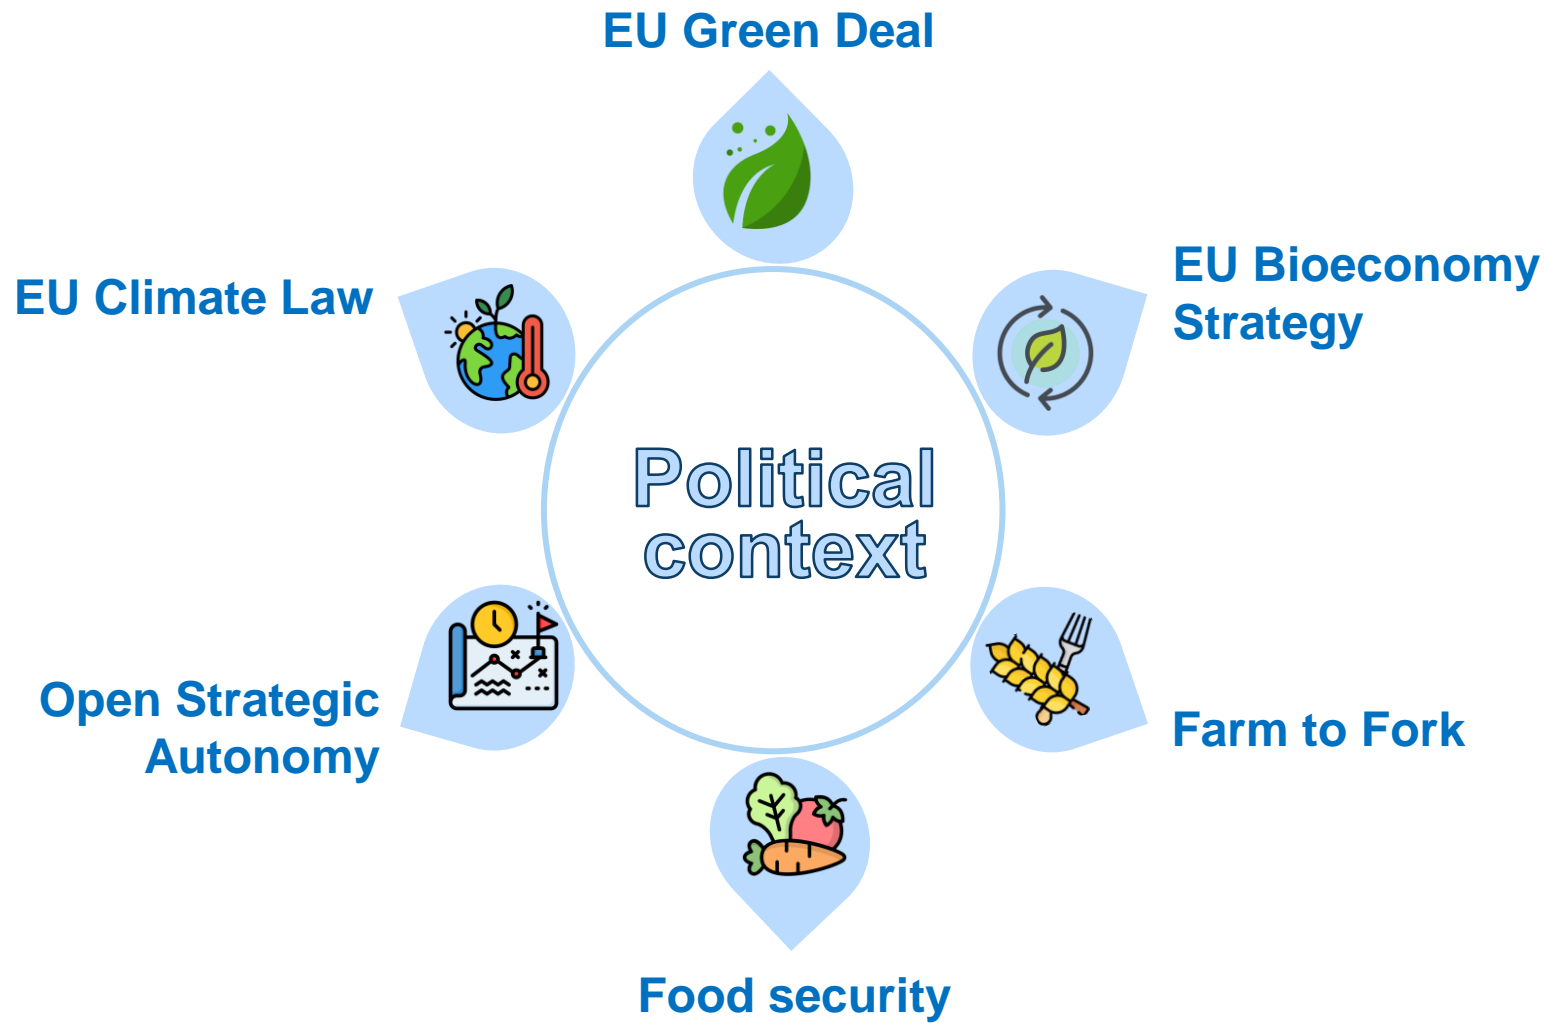 EU Green Deal
EU Climate Law
EU Bioeconomy
Strategy
Political
context
Open Strategic
Autonomy
Farm to Fork
Food security